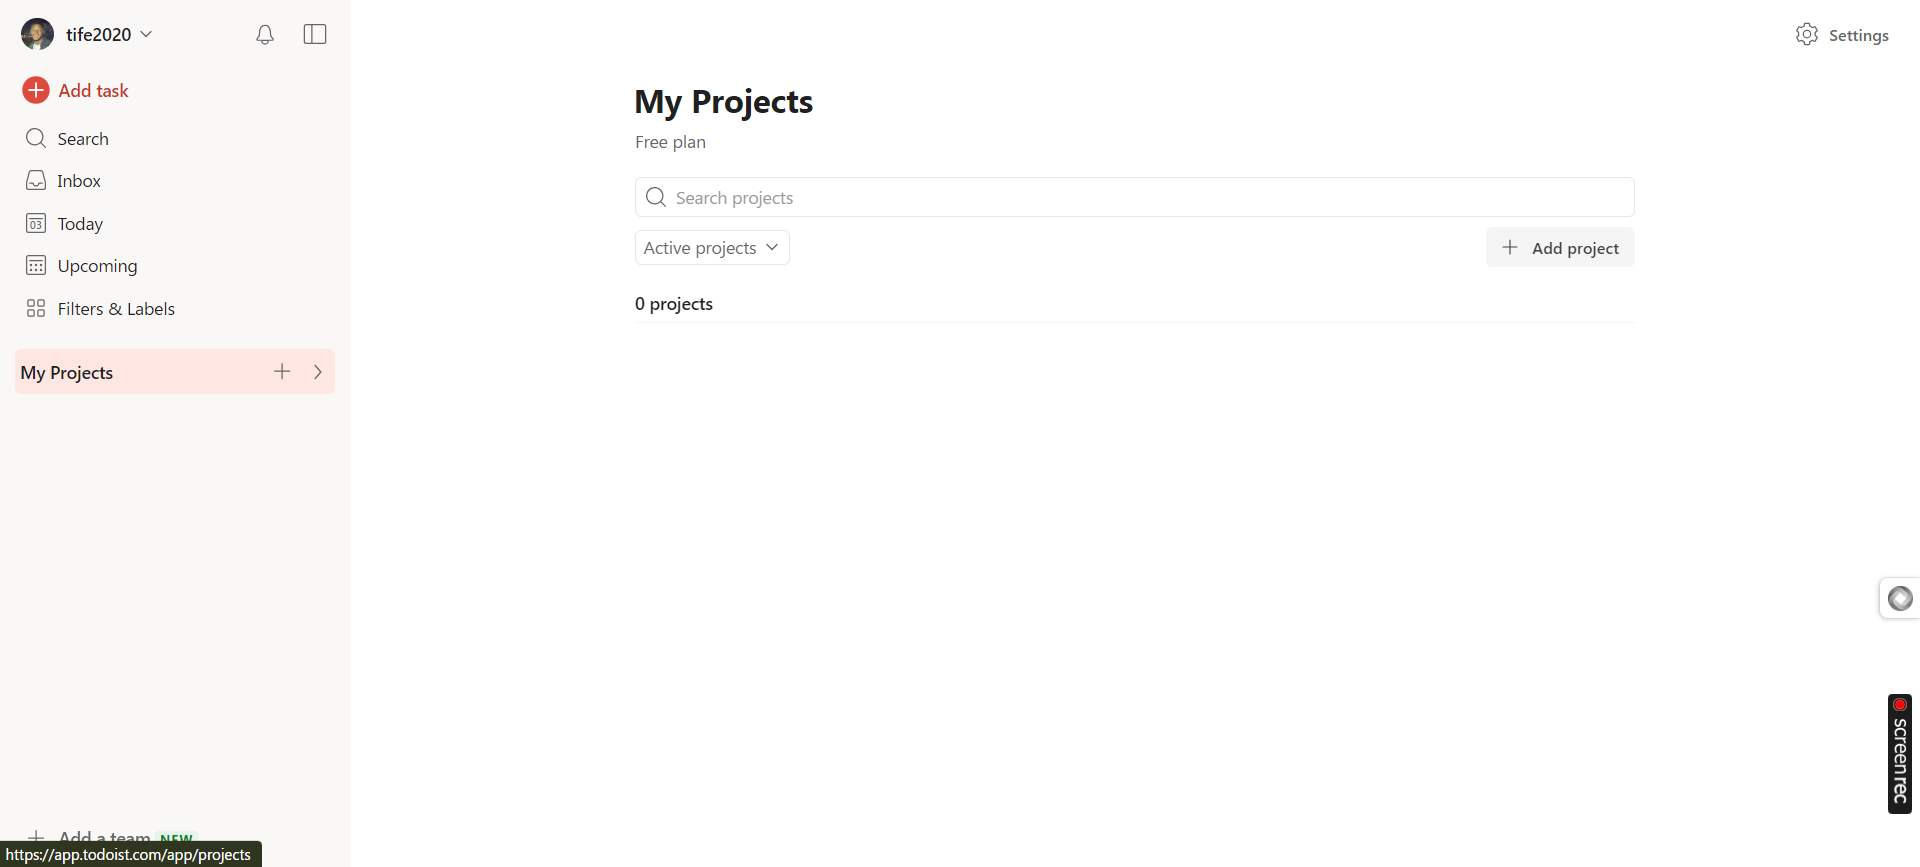 tife2020
Add task
Search
Inbox
03
Today
Upcoming
Filters & Labels
My Projects
Add a team NEW
https://app.todoist.com/app/projects
Settings
My Projects
Free plan
Search projects
Active projects
Add project
0 projects
screenrec